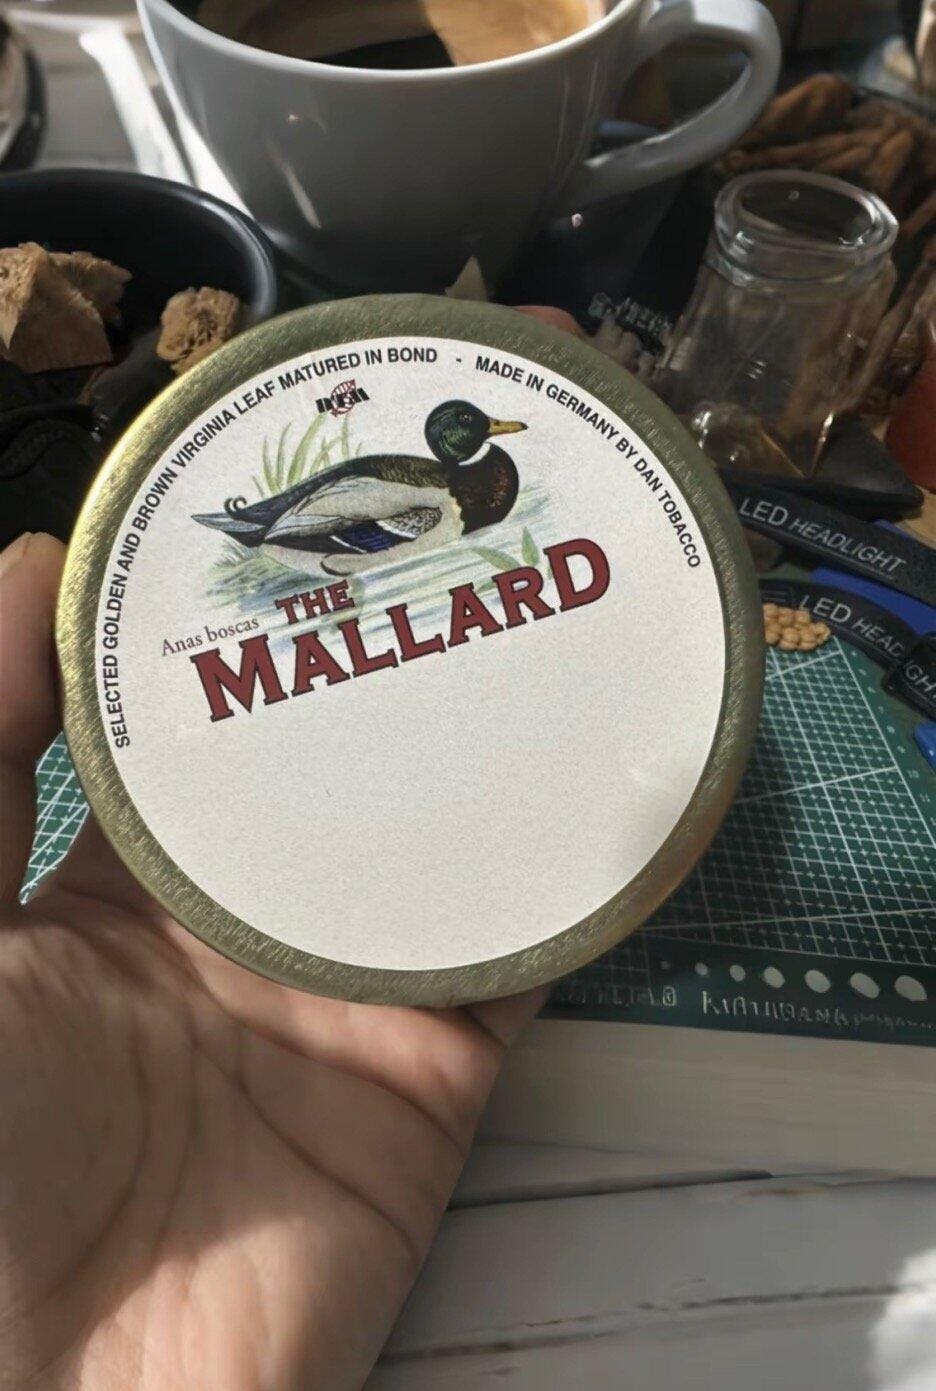 SELECTED GOLDEN AND BROWN VIRGINIA LEAF MATURED IN BOND - MADE IN GERMANY BY DAN TOBACCO
THE
Anas boscas
MALLARD
LED HEADLIGHT
LED HEADLIGHT